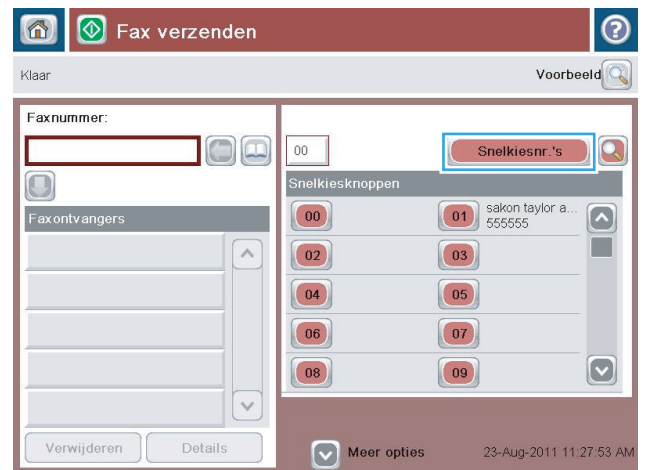 Fax verzenden
Klaar
Voorbeeld
Faxnummer:
00
Snelkiesnr.'s
Snelkiesknoppen
Faxontvangers
00
01
sakon taylor a...
555555
02
03
04
05
06
07
08
09
Verwijderen
Details
Meer opties
23-Aug-2011 11:27:53 AM